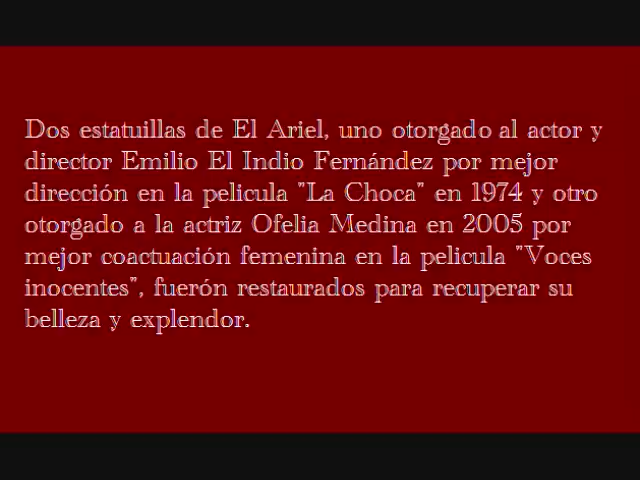 Dos estatuillas de El Ariel, uno otorgado al actor y
director Emilio El Indio Fernández por mejor
dirección en la pelicula "La Choca" en 1974 y otro
otorgado a la actriz Ofelia Medina en 2005 por
mejor coactuación femenina en la pelicula "Voces
inocentes", fuerón restaurados para recuperar su
belleza y explendor.